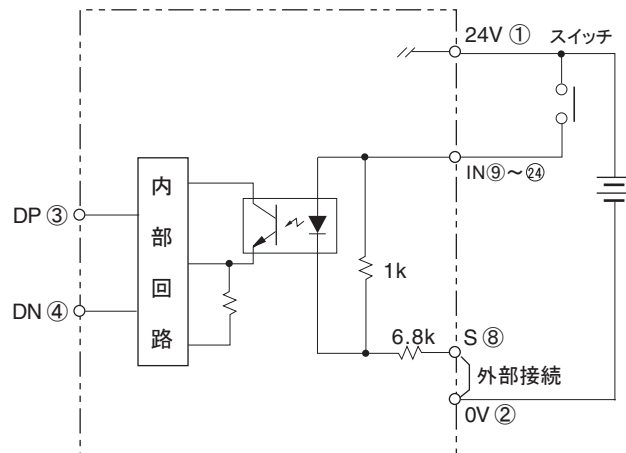 24V ① スイッチ
IN⑨～㉔
内部回路
DP ③
DN ④
1k
6.8k
S ⑧
外部接続
0V ②